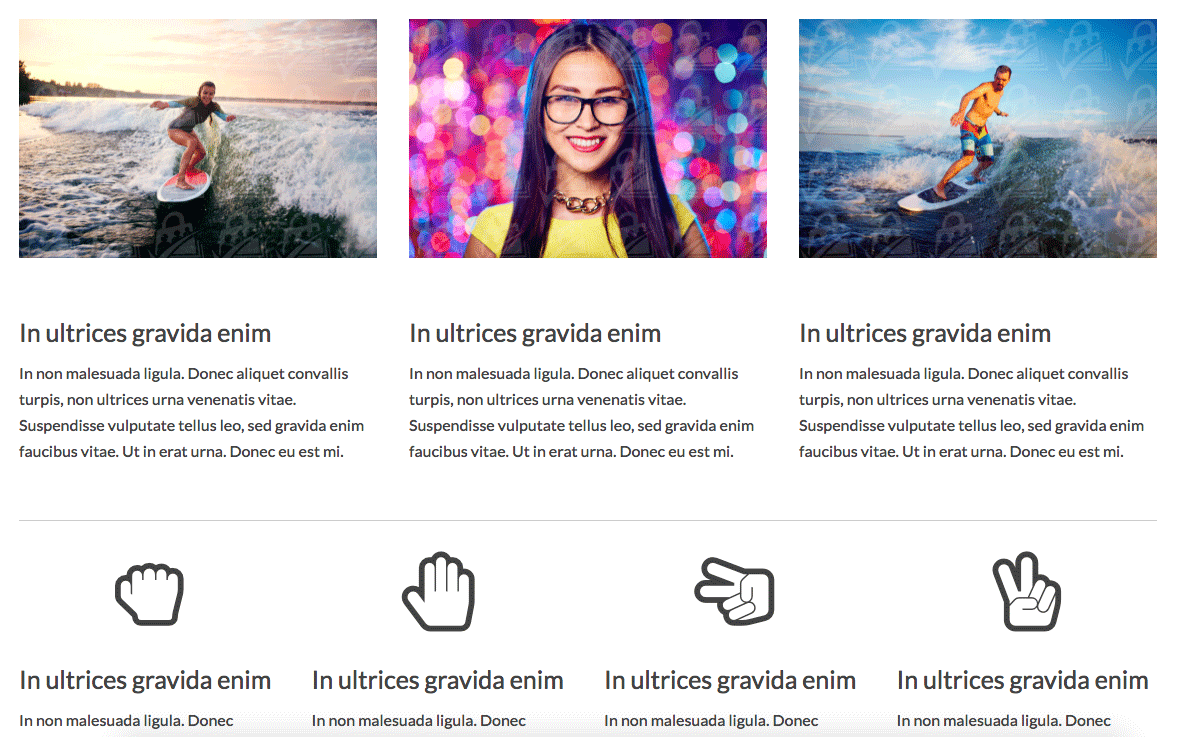 In ultrices gravida enim
In non malesuada ligula. Donec aliquet convallis
turpis, non ultrices urna venenatis vitae.
Suspendisse vulputate tellus leo, sed gravida enim
faucibus vitae. Ut in erat urna. Donec eu est mi.
In ultrices gravida enim
In non malesuada ligula. Donec aliquet convallis
turpis, non ultrices urna venenatis vitae.
Suspendisse vulputate tellus leo, sed gravida enim
faucibus vitae. Ut in erat urna. Donec eu est mi.
In ultrices gravida enim
In non malesuada ligula. Donec aliquet convallis
turpis, non ultrices urna venenatis vitae.
Suspendisse vulputate tellus leo, sed gravida enim
faucibus vitae. Ut in erat urna. Donec eu est mi.
In ultrices gravida enim
In non malesuada ligula. Donec
In ultrices gravida enim
In non malesuada ligula. Donec
In ultrices gravida enim
In non malesuada ligula. Donec
In ultrices gravida enim
In non malesuada ligula. Donec